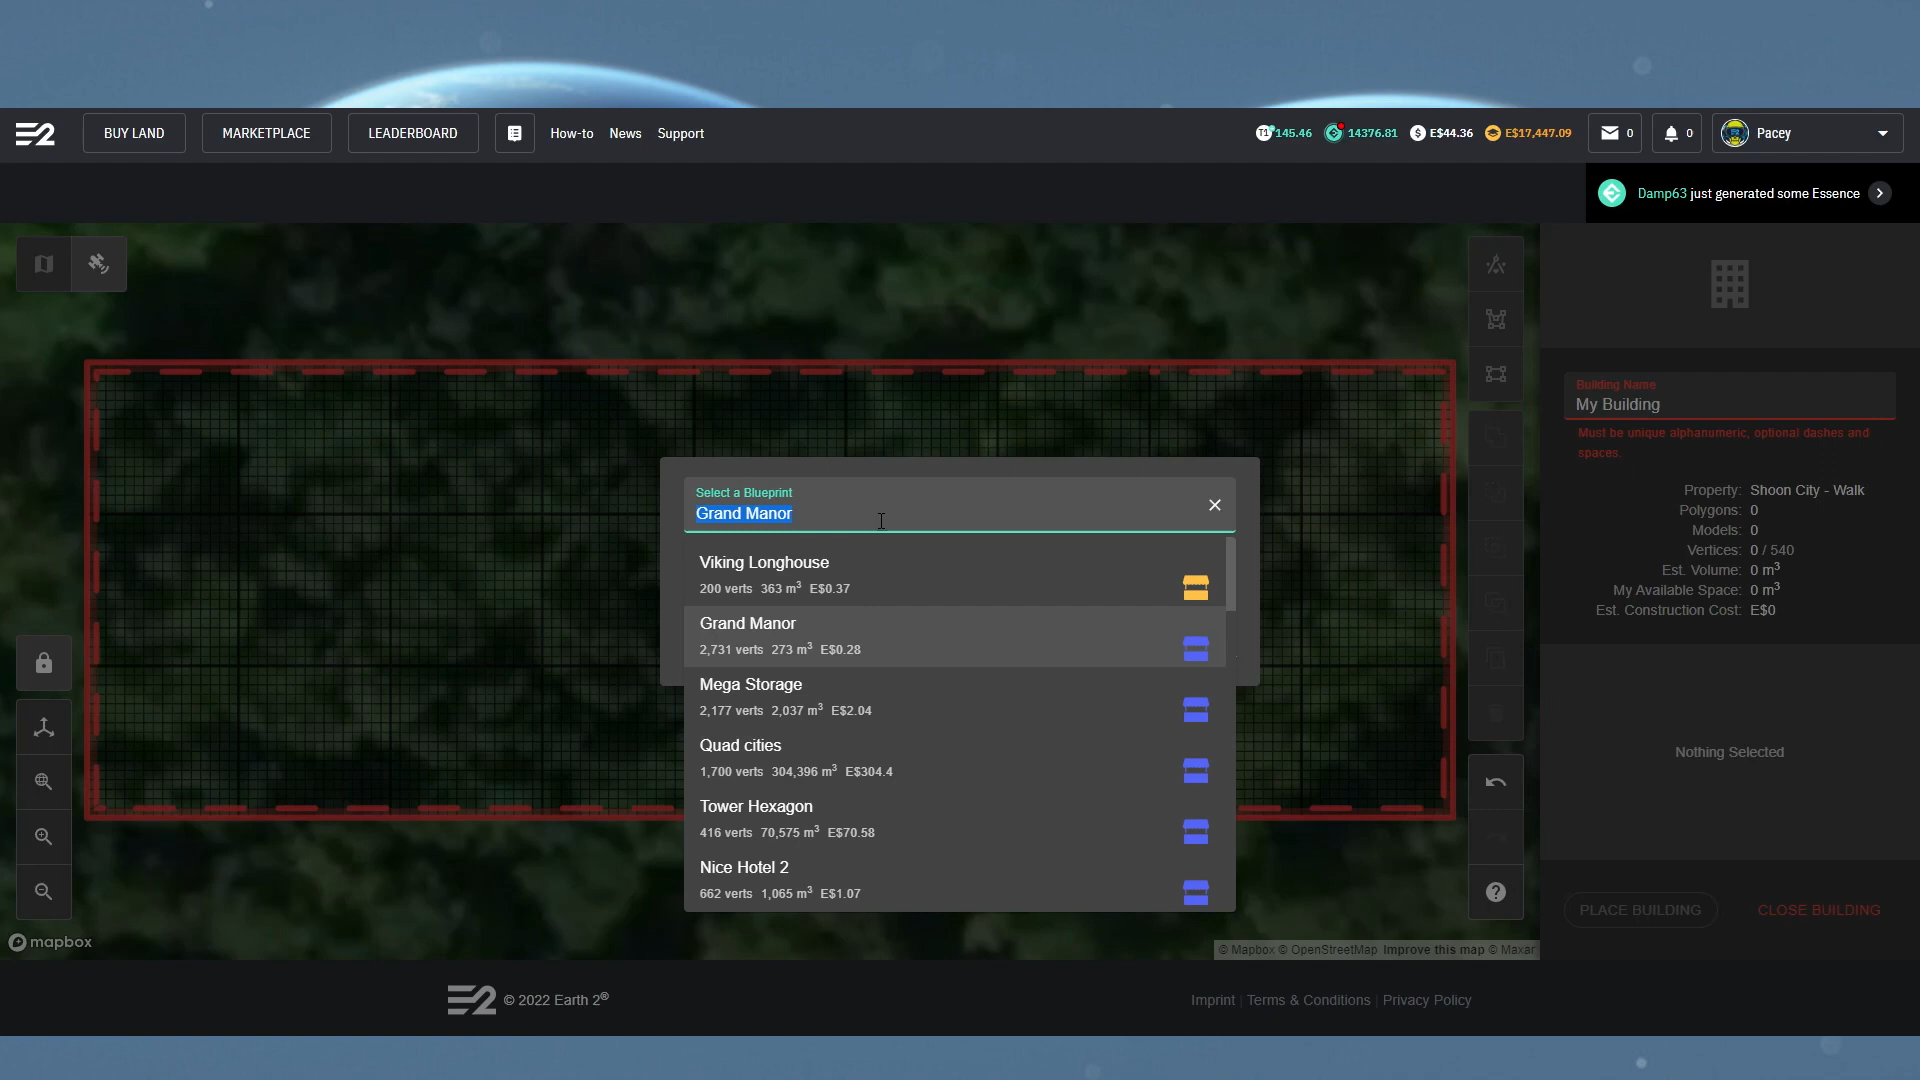 BUY LAND
MARKETPLACE
LEADERBOARD
How-to
News
Support
T1 145.46
14376.81
$ E$44.36
E$17,447.09
0
0
Pacey
Damp63 just generated some Essence
Building Name
My Building
Must be unique alphanumeric, optional dashes and
spaces.
Property: Shoon City - Walk
Polygons: 0
Models: 0
Vertices: 0 / 540
Est. Volume: 0 m³
My Available Space: 0 m³
Est. Construction Cost: E$0
Nothing Selected
PLACE BUILDING
CLOSE BUILDING
Select a Blueprint
Grand Manor
Viking Longhouse
200 verts 363 m³ E$0.37
Grand Manor
2,731 verts 273 m³ E$0.28
Mega Storage
2,177 verts 2,037 m³ E$2.04
Quad cities
1,700 verts 304,396 m³ E$304.4
Tower Hexagon
416 verts 70,575 m³ E$70.58
Nice Hotel 2
662 verts 1,065 m³ E$1.07
mapbox
© Mapbox © OpenStreetMap Improve this map © Maxar
E2 © 2022 Earth 2®
Imprint | Terms & Conditions | Privacy Policy